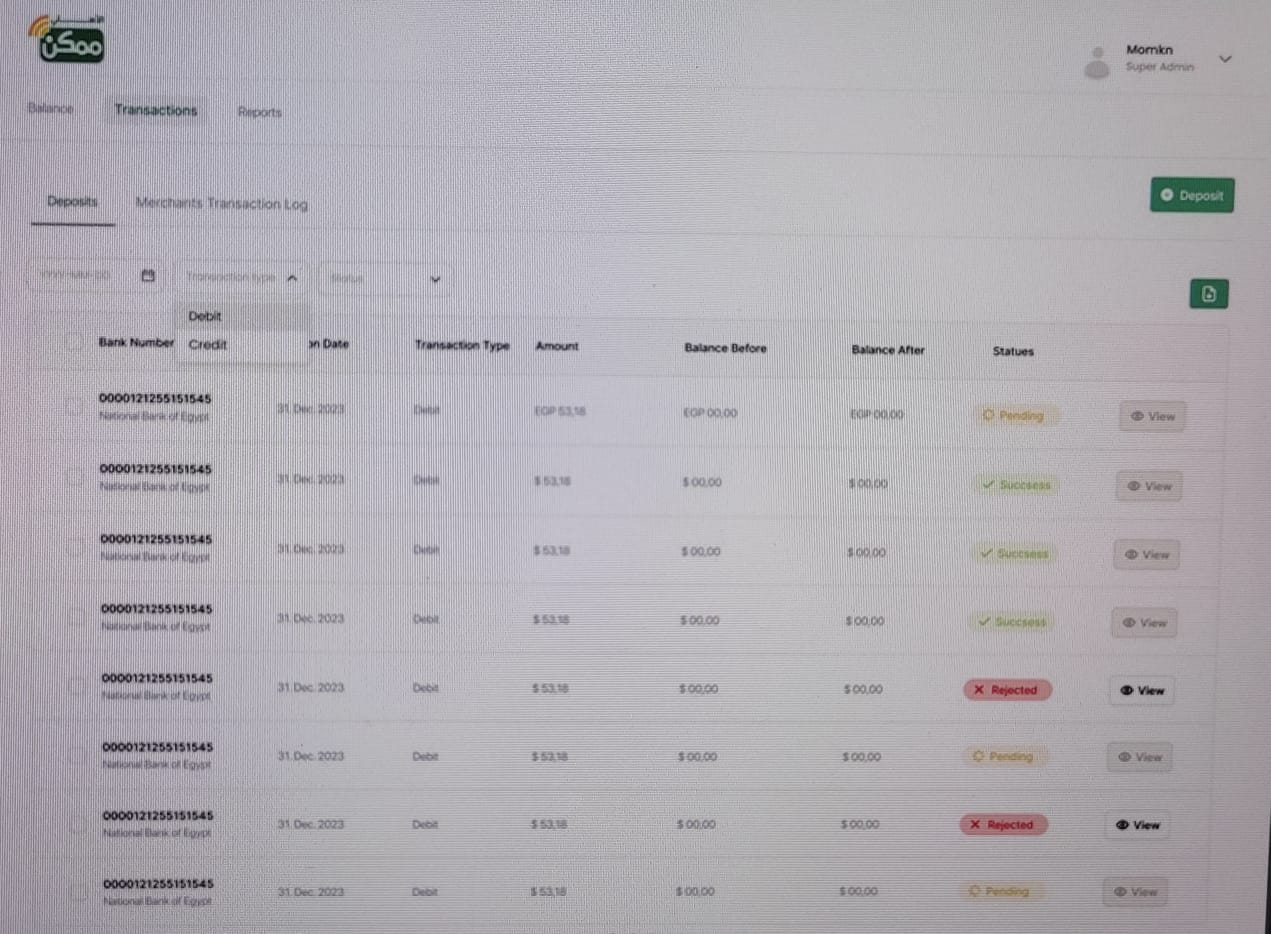 الأهلي
ممكن
Momkn
Super Admin
Balance
Transactions
Reports
Deposits
Merchants Transaction Log
Deposit
YYYY-MM-DD
Transaction type
Status
Debit
Credit
Bank Number
on Date
Transaction Type
Amount
Balance Before
Balance After
Statues
0000121255151545
National Bank of Egypt
31. Dec. 2023
Debit
EGP 53,18
EGP 00,00
EGP 00,00
Pending
View
0000121255151545
National Bank of Egypt
31. Dec. 2023
Debit
$ 53,18
$ 00,00
$ 00,00
Succsess
View
0000121255151545
National Bank of Egypt
31. Dec. 2023
Debit
$ 53,18
$ 00,00
$ 00,00
Succsess
View
0000121255151545
National Bank of Egypt
31. Dec. 2023
Debit
$ 53,18
$ 00,00
$ 00,00
Succsess
View
0000121255151545
National Bank of Egypt
31. Dec. 2023
Debit
$ 53,18
$ 00,00
$ 00,00
Rejected
View
0000121255151545
National Bank of Egypt
31. Dec. 2023
Debit
$ 53,18
$ 00,00
$ 00,00
Pending
View
0000121255151545
National Bank of Egypt
31. Dec. 2023
Debit
$ 53,18
$ 00,00
$ 00,00
Rejected
View
0000121255151545
National Bank of Egypt
31. Dec. 2023
Debit
$ 53,18
$ 00,00
$ 00,00
Pending
View